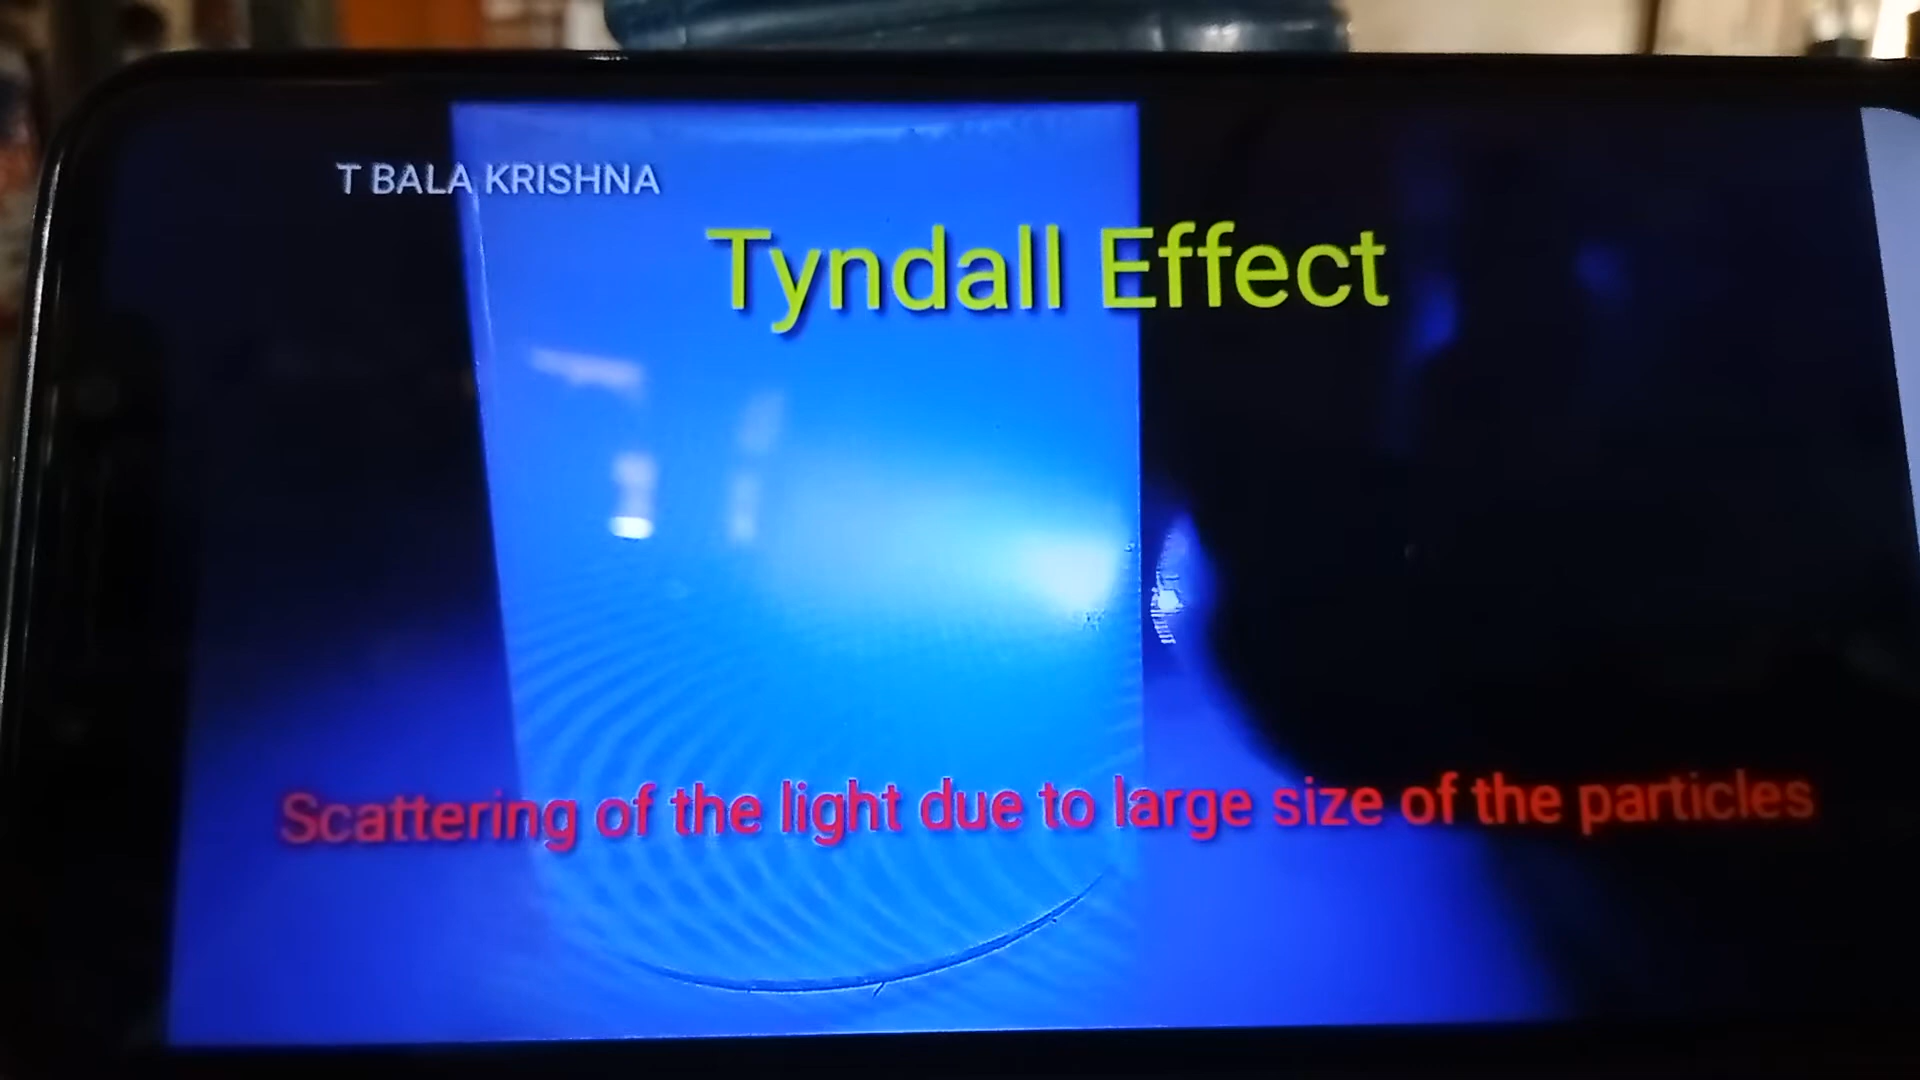 T BALA KRISHNA
Tyndall Effect
Scattering of the light due to large size of the particles